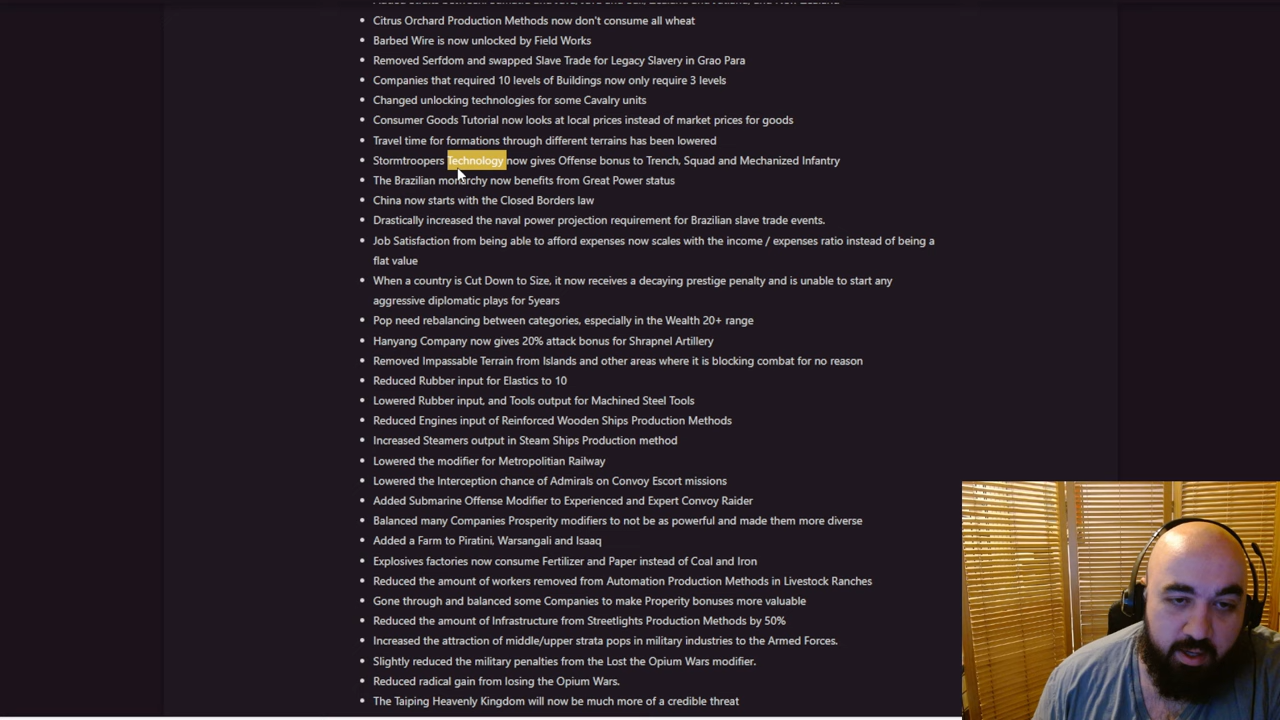 Citrus Orchard Production Methods now don't consume all wheat
Barbed Wire is now unlocked by Field Works
Removed Serfdom and swapped Slave Trade for Legacy Slavery in Grao Para
Companies that required 10 levels of Buildings now only require 3 levels
Changed unlocking technologies for some Cavalry units
Consumer Goods Tutorial now looks at local prices instead of market prices for goods
Travel time for formations through different terrains has been lowered
Stormtroopers Technology now gives Offense bonus to Trench, Squad and Mechanized Infantry
The Brazilian monarchy now benefits from Great Power status
China now starts with the Closed Borders law
Drastically increased the naval power projection requirement for Brazilian slave trade events.
Job Satisfaction from being able to afford expenses now scales with the income / expenses ratio instead of being a
flat value
When a country is Cut Down to Size, it now receives a decaying prestige penalty and is unable to start any
aggressive diplomatic plays for 5years
Pop need rebalancing between categories, especially in the Wealth 20+ range
Hanyang Company now gives 20% attack bonus for Shrapnel Artillery
Removed Impassable Terrain from Islands and other areas where it is blocking combat for no reason
Reduced Rubber input for Elastics to 10
Lowered Rubber input, and Tools output for Machined Steel Tools
Reduced Engines input of Reinforced Wooden Ships Production Methods
Increased Steamers output in Steam Ships Production method
Lowered the modifier for Metropolitian Railway
Lowered the Interception chance of Admirals on Convoy Escort missions
Added Submarine Offense Modifier to Experienced and Expert Convoy Raider
Balanced many Companies Prosperity modifiers to not be as powerful and made them more diverse
Added a Farm to Piratini, Warsangali and Isaaq
Explosives factories now consume Fertilizer and Paper instead of Coal and Iron
Reduced the amount of workers removed from Automation Production Methods in Livestock Ranches
Gone through and balanced some Companies to make Properity bonuses more valuable
Reduced the amount of Infrastructure from Streetlights Production Methods by 50%
Increased the attraction of middle/upper strata pops in military industries to the Armed Forces.
Slightly reduced the military penalties from the Lost the Opium Wars modifier.
Reduced radical gain from losing the Opium Wars.
The Taiping Heavenly Kingdom will now be much more of a credible threat